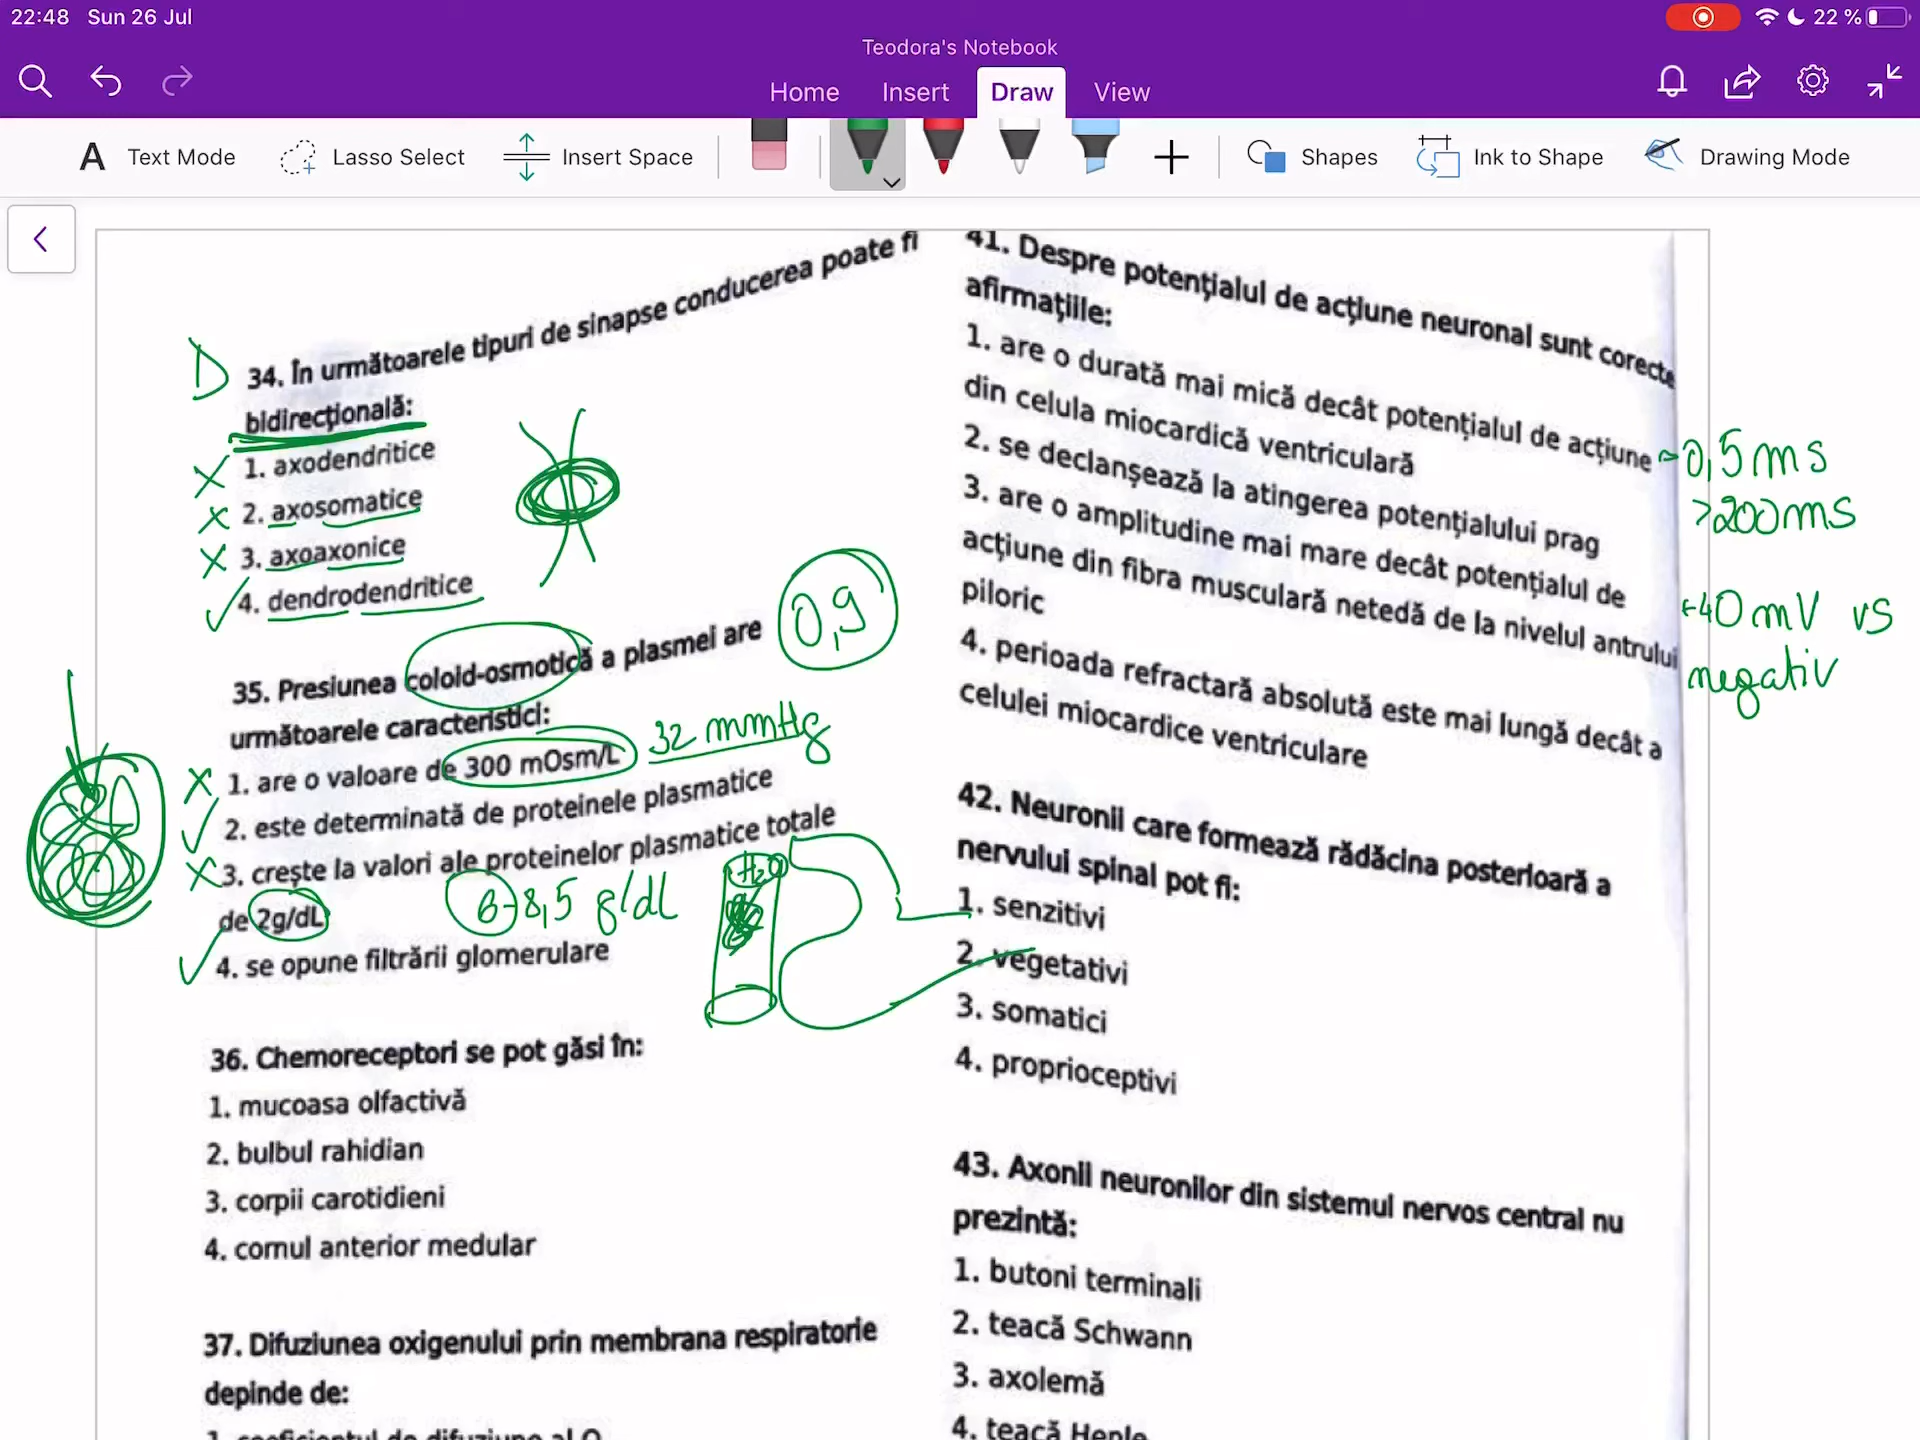 22:48 Sun 26 Jul
22 %
Teodora's Notebook
Home Insert Draw View
A Text Mode Lasso Select Insert Space Shapes Ink to Shape Drawing Mode
D 34. În următoarele tipuri de sinapse conducerea poate fi
bidirecțională:
1. axodendritice
2. axosomatice
3. axoaxonice
4. dendrodendritice
0,9
35. Presiunea coloid-osmotică a plasmei are
următoarele caracteristici:
1. are o valoare de 300 mOsm/L 32 mmHg
2. este determinată de proteinele plasmatice
3. crește la valori ale proteinelor plasmatice totale
de 2g/dL 6-8,5 g/dL H2O
4. se opune filtrării glomerulare
36. Chemoreceptori se pot găsi în:
1. mucoasa olfactivă
2. bulbul rahidian
3. corpii carotidieni
4. cornul anterior medular
37. Difuziunea oxigenului prin membrana respiratorie
depinde de:
1. coeficientul de difuziune al O
41. Despre potențialul de acțiune neuronal sunt corecte
afirmațiile:
1. are o durată mai mică decât potențialul de acțiune ~0,5 ms
din celula miocardică ventriculară >200 ms
2. se declanșează la atingerea potențialului prag
3. are o amplitudine mai mare decât potențialul de
acțiune din fibra musculară netedă de la nivelul antrului +40 mV vs
piloric negativ
4. perioada refractară absolută este mai lungă decât a
celulei miocardice ventriculare
42. Neuronii care formează rădăcina posterioară a
nervului spinal pot fi:
1. senzitivi
2. vegetativi
3. somatici
4. proprioceptivi
43. Axonii neuronilor din sistemul nervos central nu
prezintă:
1. butoni terminali
2. teacă Schwann
3. axolemă
4. teacă Henle